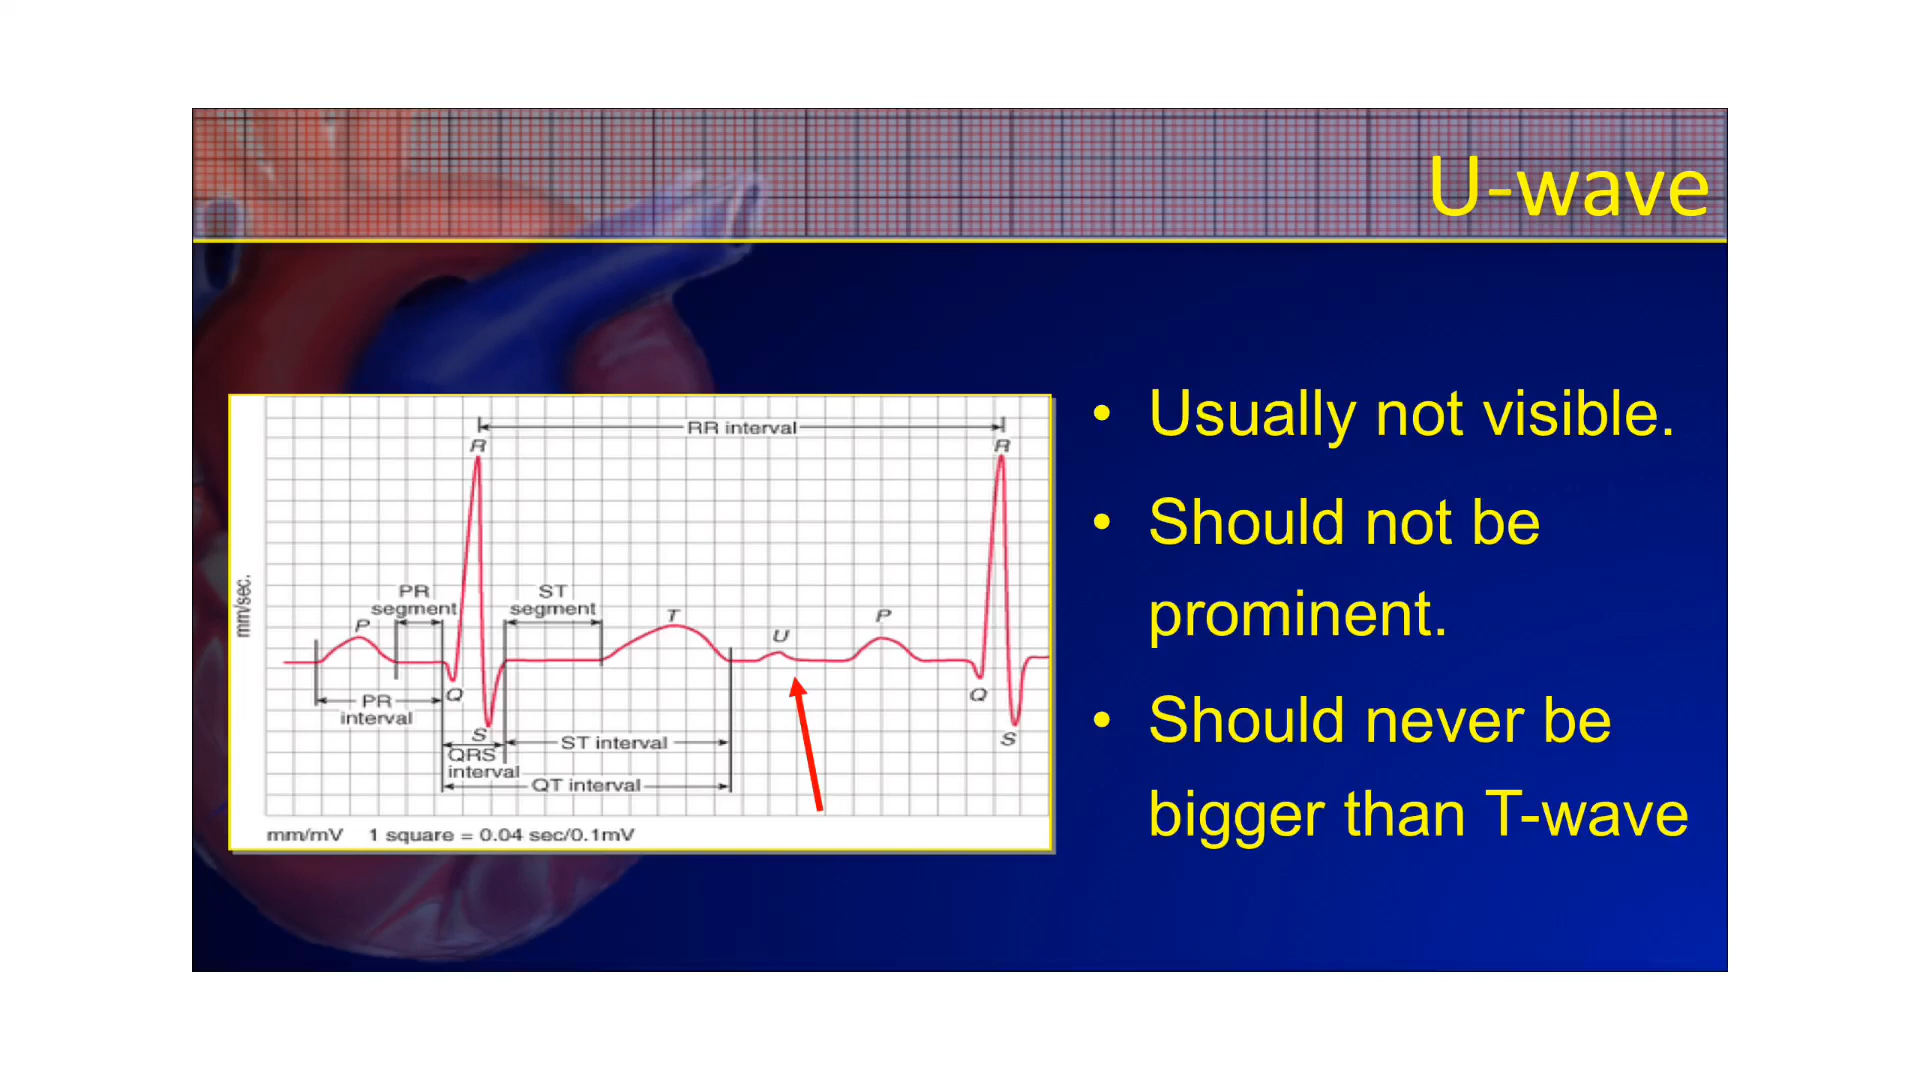 U-wave
RR interval
R
R
mm/sec.
PR
segment
ST
segment
P
T
U
P
Q
Q
PR
interval
S
S
QRS
interval
ST interval
QT interval
mm/mV 1 square = 0.04 sec/0.1mV
• Usually not visible.
• Should not be
prominent.
• Should never be
bigger than T-wave